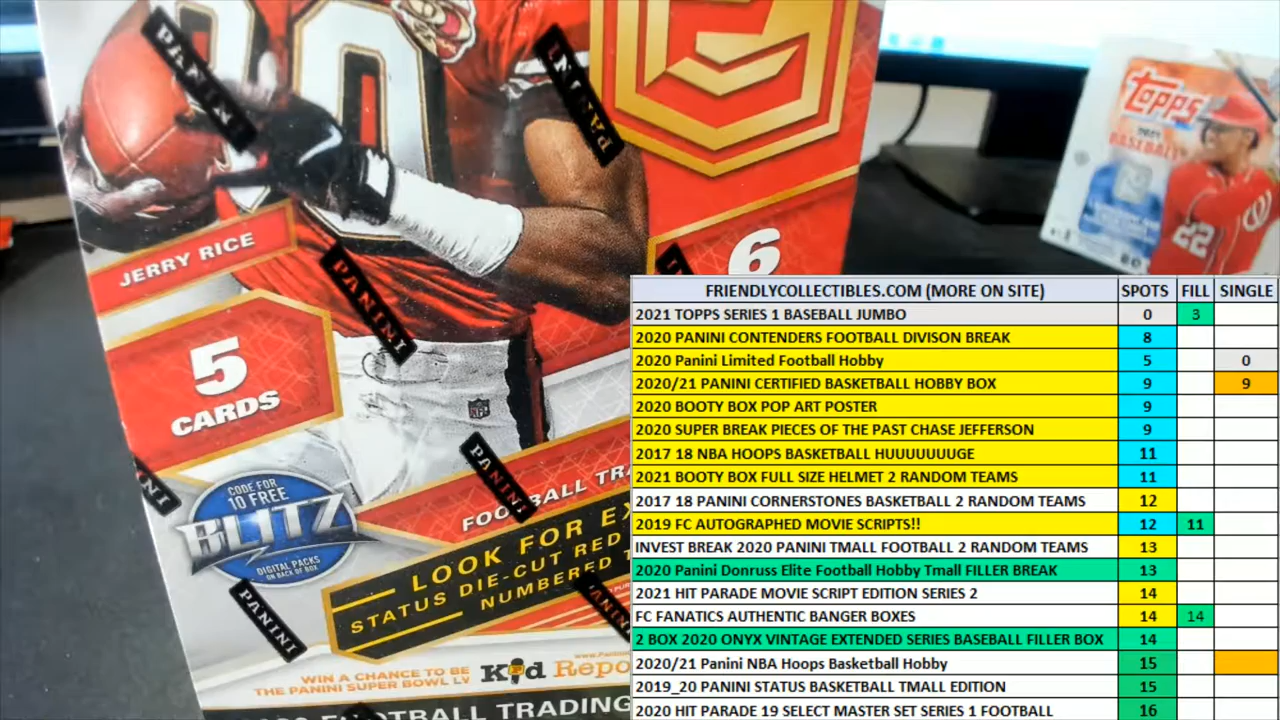 PANINI
PANINI
80
JERRY RICE
6
PANINI
5
CARDS
PANINI
CODE FOR
10 FREE
BLITZ
DIGITAL PACKS
ON BACK OF BOX
FOOTBALL
LOOK FOR
STATUS DIE-CUT RED
NUMBERED
PANINI
WIN A CHANCE TO BE
THE PANINI SUPER BOWL LV
Kid
FOOTBALL TRADING
Topps
2021
BASEBALL
22
W
FRIENDLYCOLLECTIBLES.COM (MORE ON SITE) SPOTS FILL SINGLE
2021 TOPPS SERIES 1 BASEBALL JUMBO 0 3
2020 PANINI CONTENDERS FOOTBALL DIVISON BREAK 8
2020 Panini Limited Football Hobby 5 0
2020/21 PANINI CERTIFIED BASKETBALL HOBBY BOX 9 9
2020 BOOTY BOX POP ART POSTER 9
2020 SUPER BREAK PIECES OF THE PAST CHASE JEFFERSON 9
2017 18 NBA HOOPS BASKETBALL HUUUUUUUGE 11
2021 BOOTY BOX FULL SIZE HELMET 2 RANDOM TEAMS 11
2017 18 PANINI CORNERSTONES BASKETBALL 2 RANDOM TEAMS 12
2019 FC AUTOGRAPHED MOVIE SCRIPTS!! 12 11
INVEST BREAK 2020 PANINI TMALL FOOTBALL 2 RANDOM TEAMS 13
2020 Panini Donruss Elite Football Hobby Tmall FILLER BREAK 13
2021 HIT PARADE MOVIE SCRIPT EDITION SERIES 2 14
FC FANATICS AUTHENTIC BANGER BOXES 14 14
2 BOX 2020 ONYX VINTAGE EXTENDED SERIES BASEBALL FILLER BOX 14
2020/21 Panini NBA Hoops Basketball Hobby 15
2019_20 PANINI STATUS BASKETBALL TMALL EDITION 15
2020 HIT PARADE 19 SELECT MASTER SET SERIES 1 FOOTBALL 16